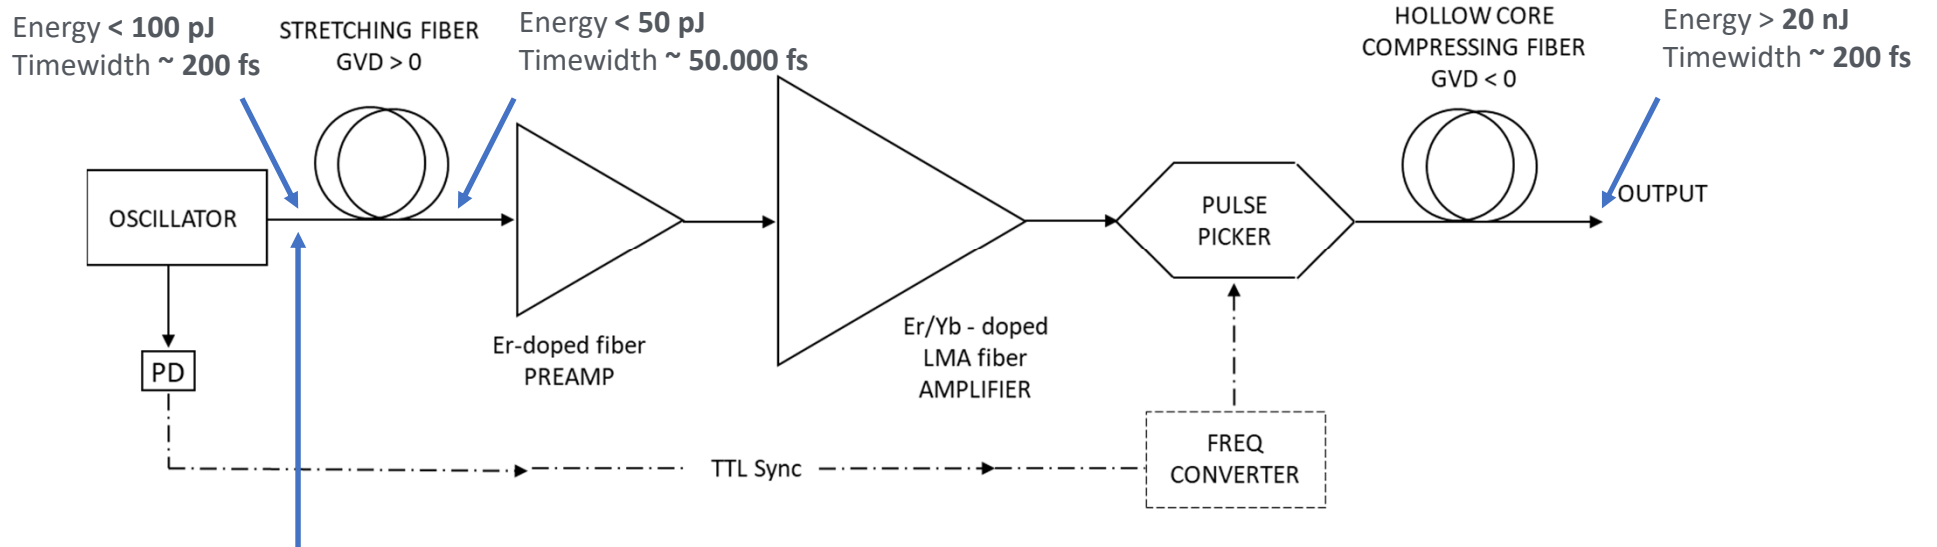 Energy < 100 pJ
Timewidth ~ 200 fs
STRETCHING FIBER
GVD > 0
Energy < 50 pJ
Timewidth ~ 50.000 fs
HOLLOW CORE
COMPRESSING FIBER
GVD < 0
Energy > 20 nJ
Timewidth ~ 200 fs
OSCILLATOR
PULSE
PICKER
OUTPUT
Er-doped fiber
PREAMP
Er/Yb - doped
LMA fiber
AMPLIFIER
PD
TTL Sync
FREQ
CONVERTER